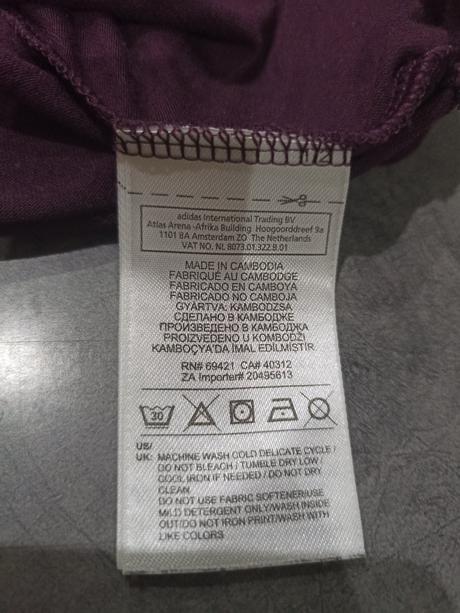 1/2
adidas International Trading BV
Atlas Arena -Afrika Building Hoogoorddreef 9a
1101 BA Amsterdam ZO The Netherlands
VAT NO. NL 8073.01.322.B.01
MADE IN CAMBODIA
FABRIQUÉ AU CAMBODGE
FABRICADO EN CAMBOYA
FABRICADO NO CAMBOJA
GYÁRTVA: KAMBODZSA
СДЕЛАНО В КАМБОДЖЕ
ПРОИЗВЕДЕНО В КАМБОДЖА
PROIZVEDENO U KOMBODŽI
KAMBOÇYA'DA İMAL EDİLMİŞTİR
RN# 69421 CA# 40312
ZA Importer# 20495613
30
US/
UK: MACHINE WASH COLD DELICATE CYCLE /
DO NOT BLEACH / TUMBLE DRY LOW /
COOL IRON IF NEEDED / DO NOT DRY
CLEAN
DO NOT USE FABRIC SOFTENER/USE
MILD DETERGENT ONLY/WASH INSIDE
OUT/DO NOT IRON PRINT/WASH WITH
LIKE COLORS